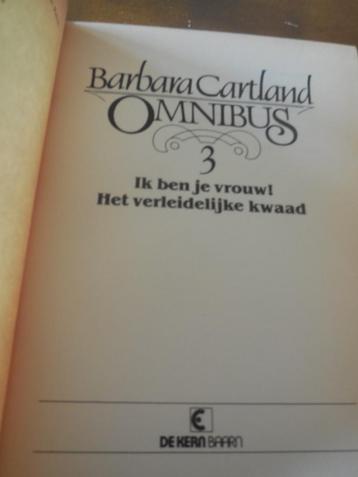 Barbara Cartland
OMNIBUS
3
Ik ben je vrouw!
Het verleidelijke kwaad
DE KERN BAARN